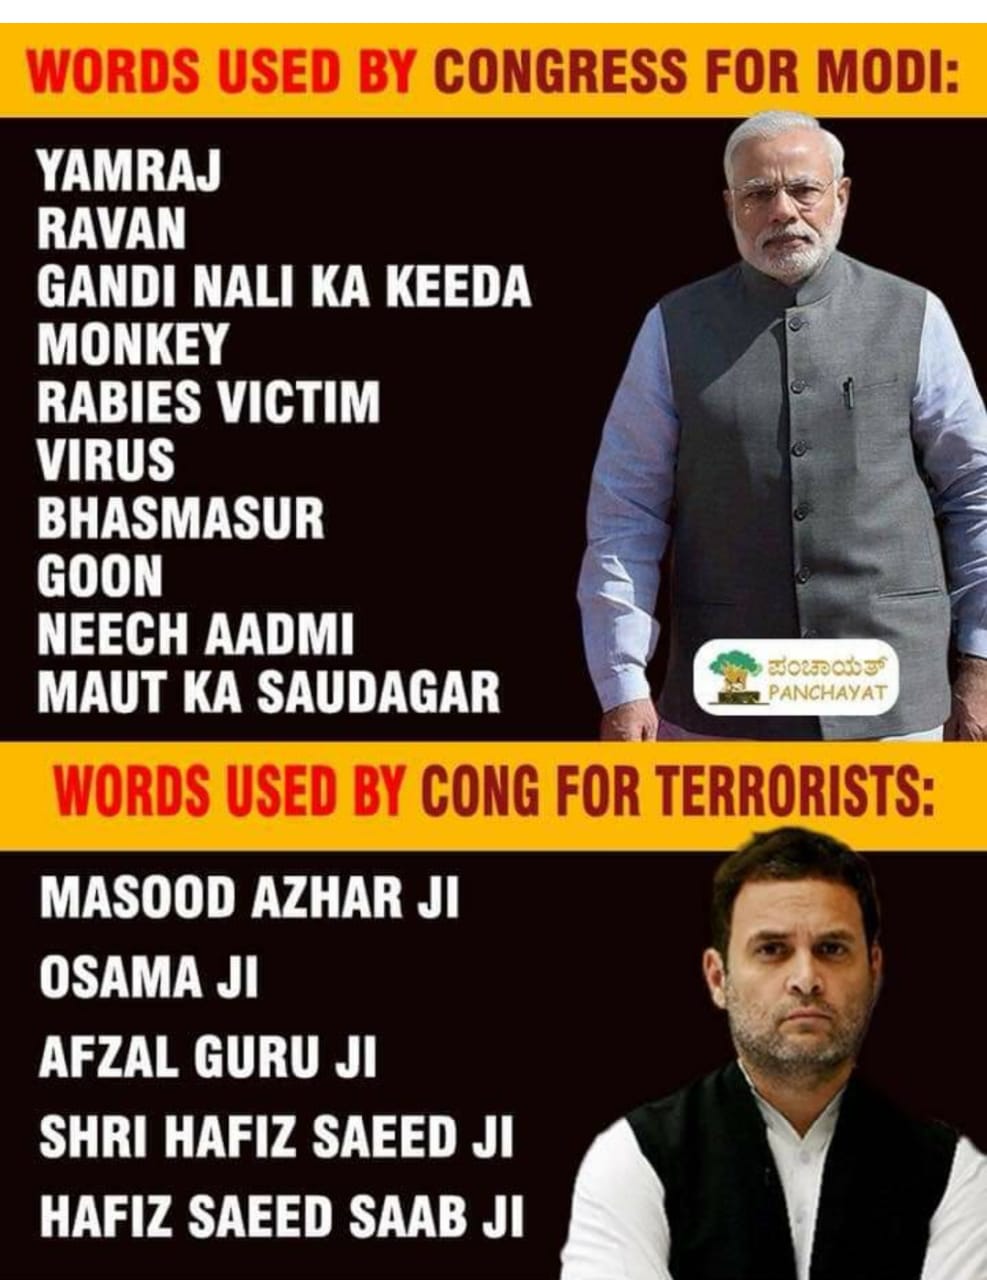 WORDS USED BY CONGRESS FOR MODI:
YAMRAJ
RAVAN
GANDI NALI KA KEEDA
MONKEY
RABIES VICTIM
VIRUS
BHASMASUR
GOON
NEECH AADMI
MAUT KA SAUDAGAR
ಪಂಚಾಯತ್
PANCHAYAT
WORDS USED BY CONG FOR TERRORISTS:
MASOOD AZHAR JI
OSAMA JI
AFZAL GURU JI
SHRI HAFIZ SAEED JI
HAFIZ SAEED SAAB JI